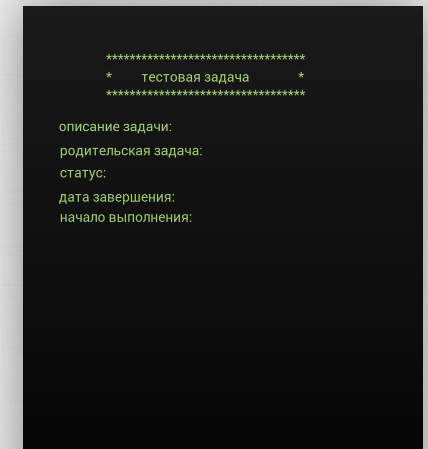 **********************************
* тестовая задача *
**********************************
описание задачи:
родительская задача:
статус:
дата завершения:
начало выполнения: